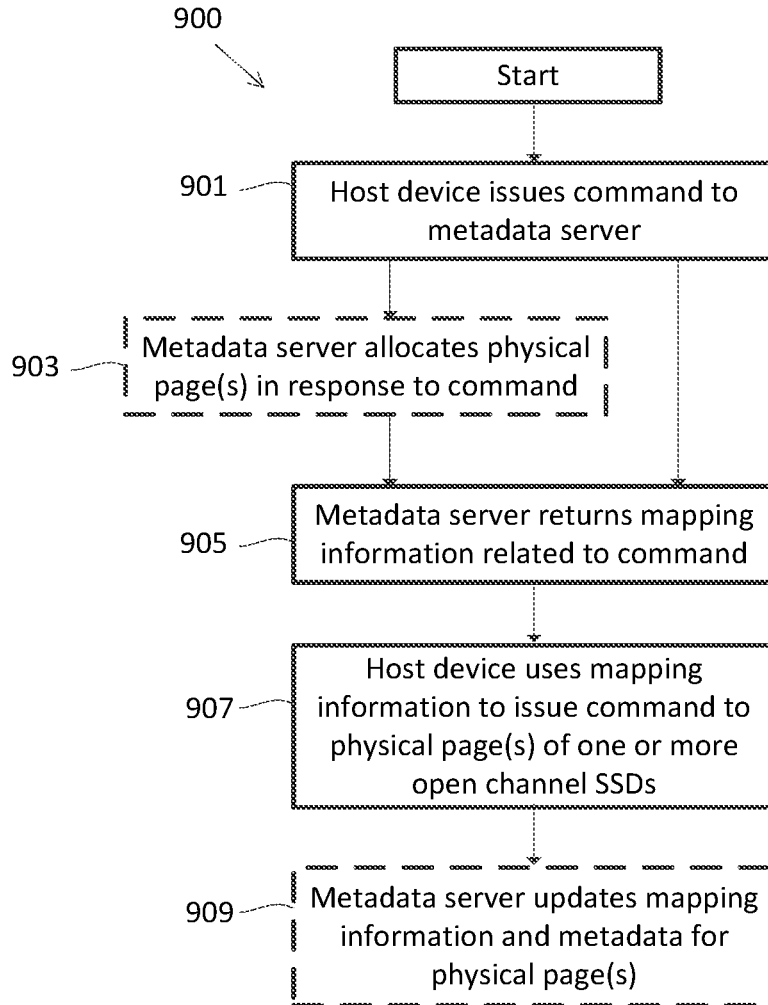 900
Start
901
Host device issues command to
metadata server
903
Metadata server allocates physical
page(s) in response to command
905
Metadata server returns mapping
information related to command
907
Host device uses mapping
information to issue command to
physical page(s) of one or more
open channel SSDs
909
Metadata server updates mapping
information and metadata for
physical page(s)